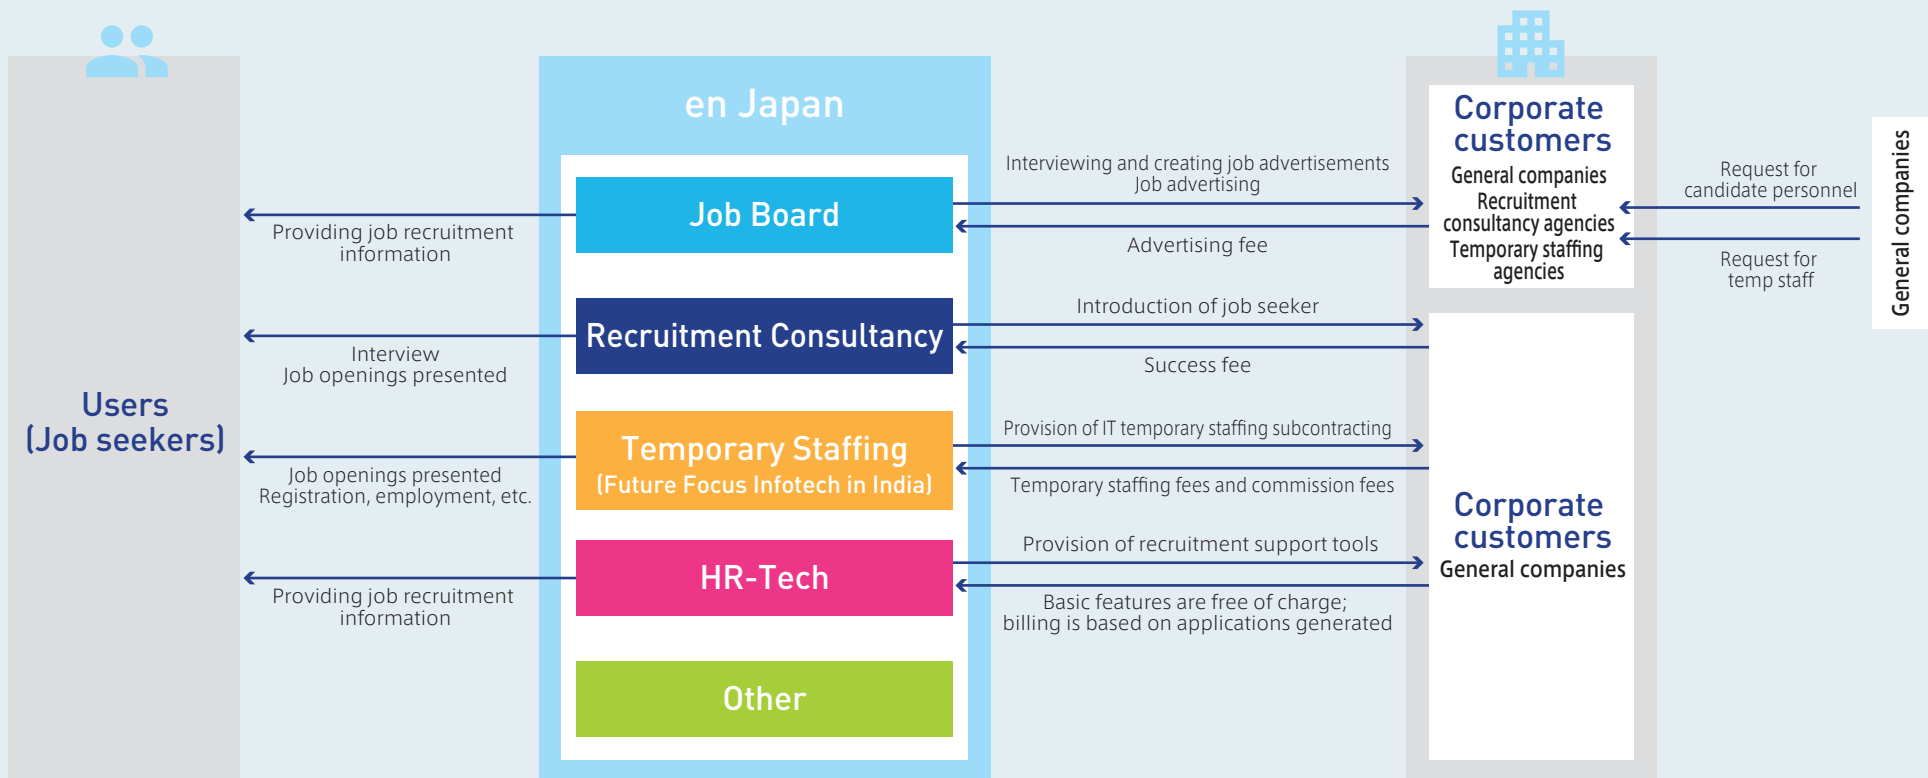 en Japan
Users
(Job seekers)
Providing job recruitment
information
Interview
Job openings presented
Job openings presented
Registration, employment, etc.
Providing job recruitment
information
Job Board
Recruitment Consultancy
Temporary Staffing
(Future Focus Infotech in India)
HR-Tech
Other
Interviewing and creating job advertisements
Job advertising
Advertising fee
Introduction of job seeker
Success fee
Provision of IT temporary staffing subcontracting
Temporary staffing fees and commission fees
Provision of recruitment support tools
Basic features are free of charge;
billing is based on applications generated
Corporate
customers
General companies
Recruitment
consultancy agencies
Temporary staffing
agencies
Corporate
customers
General companies
Request for
candidate personnel
Request for
temp staff
General companies